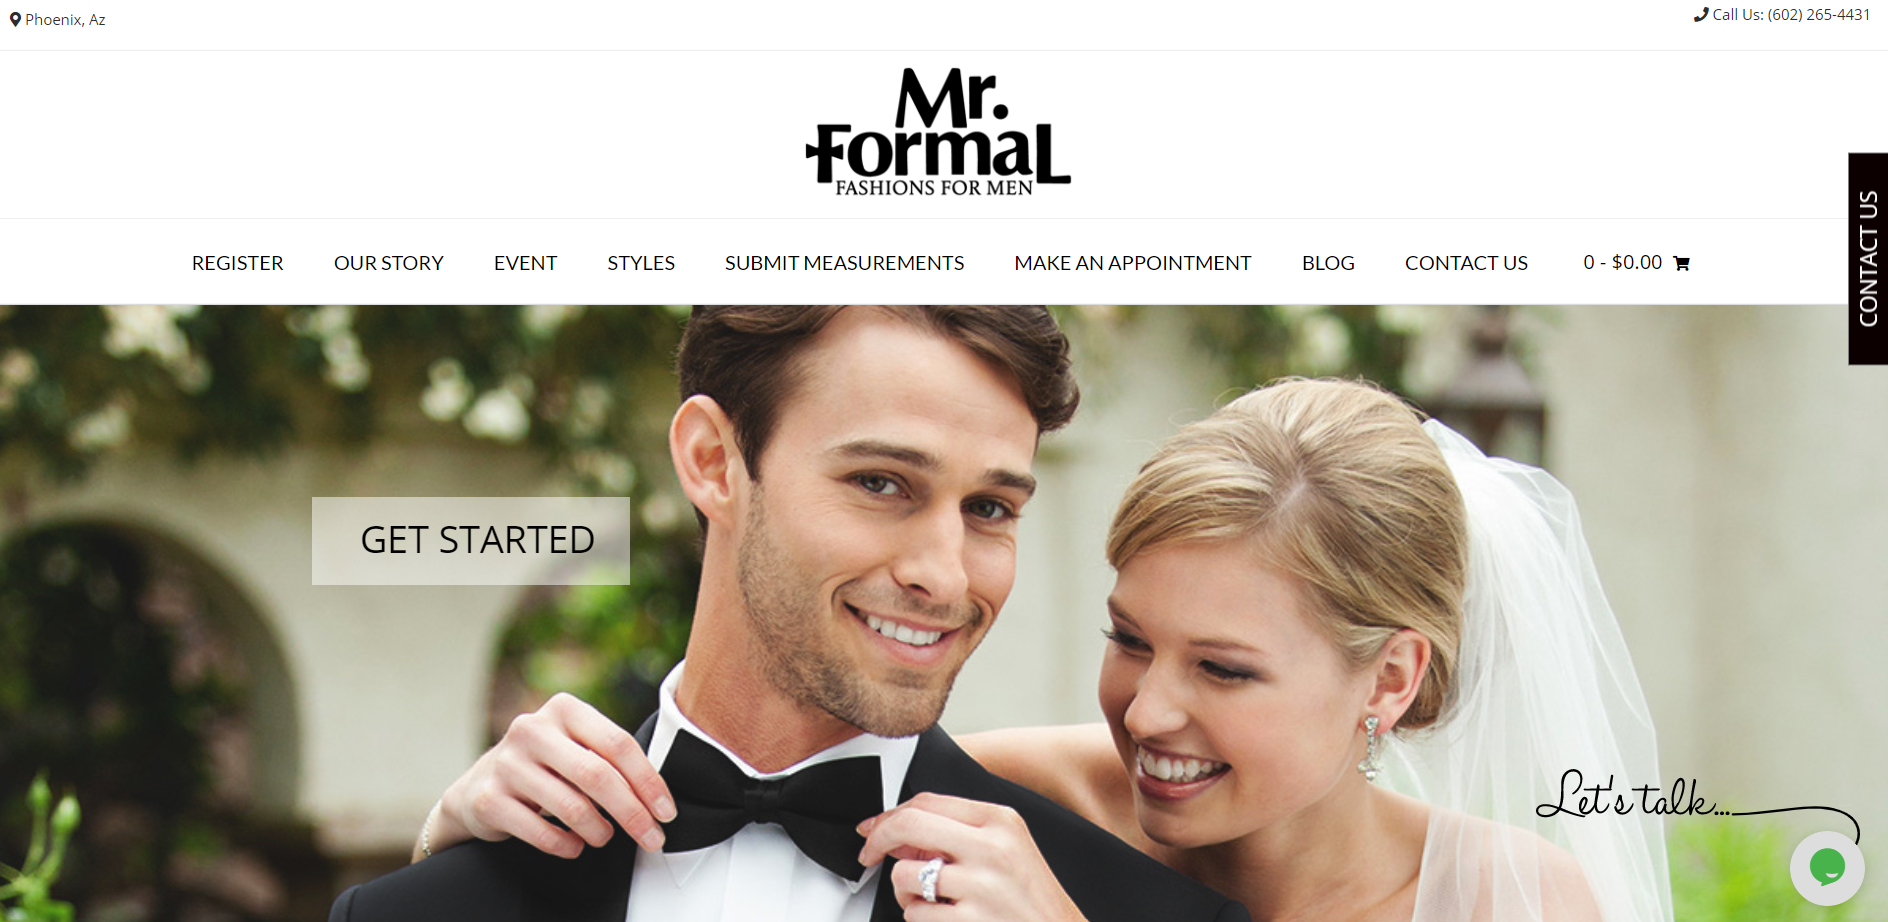 Phoenix, Az
Call Us: (602) 265-4431
Mr.
Formal
FASHIONS FOR MEN
REGISTER
OUR STORY
EVENT
STYLES
SUBMIT MEASUREMENTS
MAKE AN APPOINTMENT
BLOG
CONTACT US
0 - $0.00
CONTACT US
GET STARTED
Let's talk...